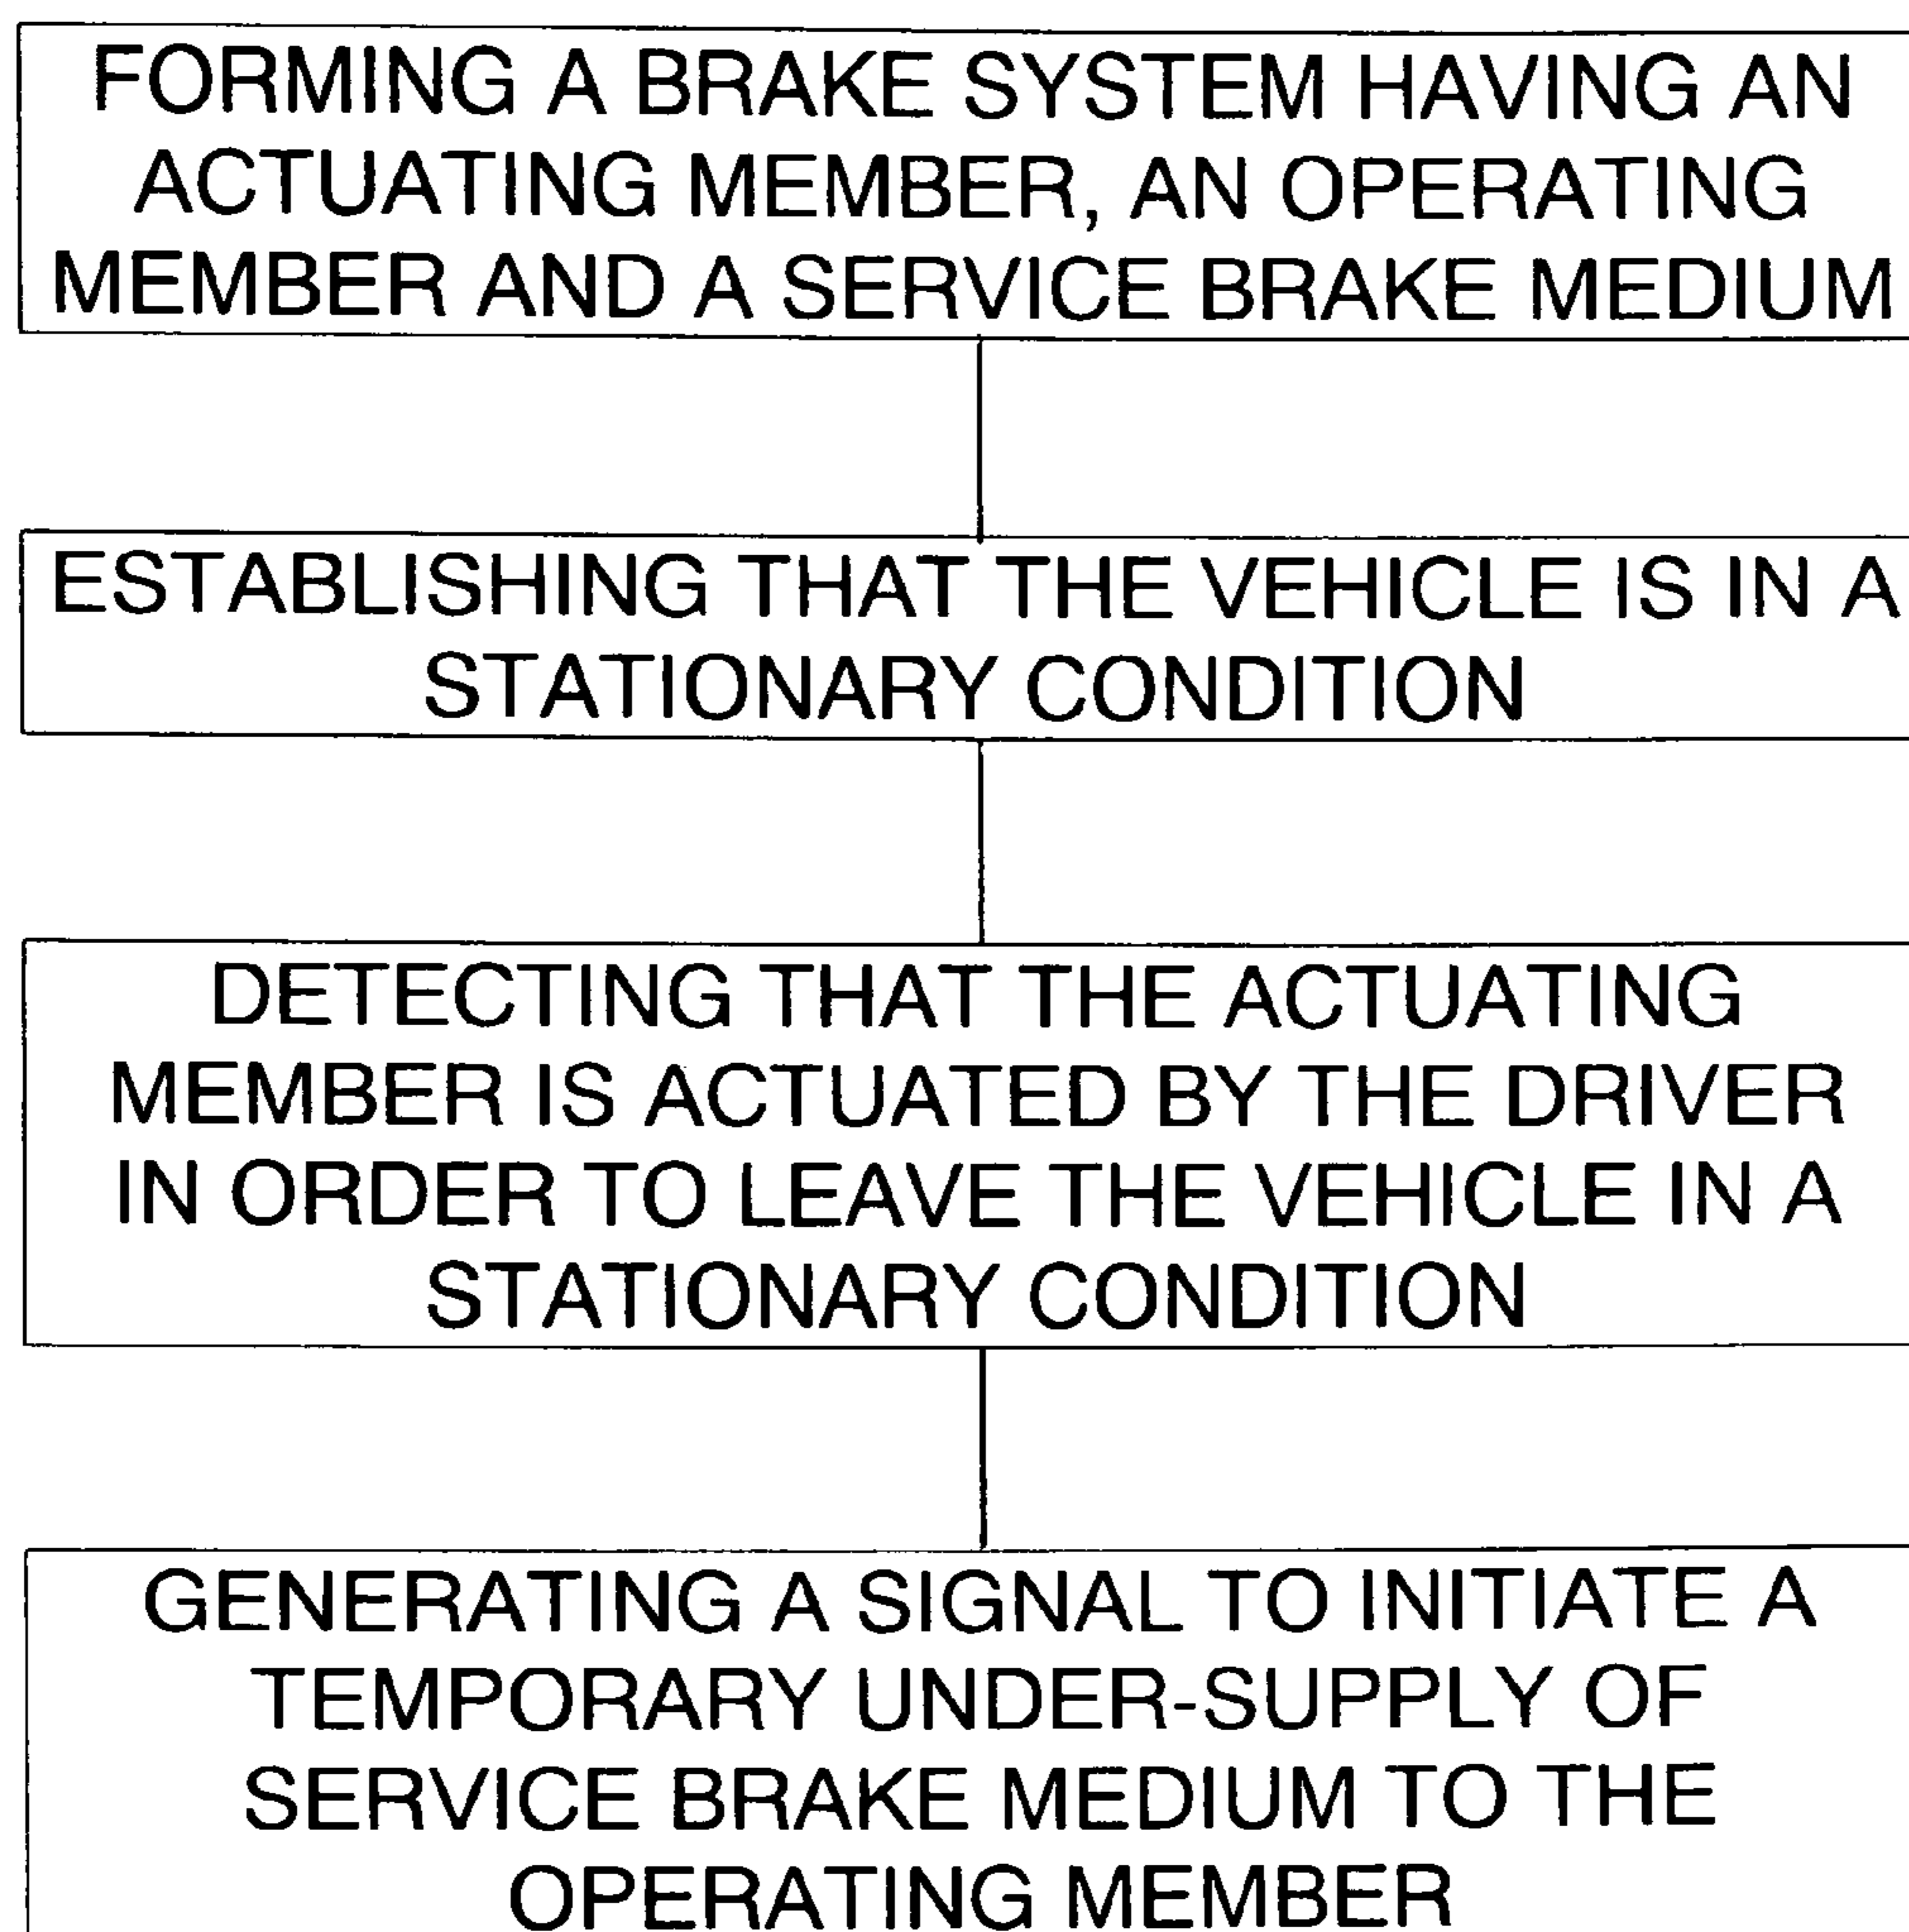 FORMING A BRAKE SYSTEM HAVING AN
ACTUATING MEMBER, AN OPERATING
MEMBER AND A SERVICE BRAKE MEDIUM
ESTABLISHING THAT THE VEHICLE IS IN A
STATIONARY CONDITION
DETECTING THAT THE ACTUATING
MEMBER IS ACTUATED BY THE DRIVER
IN ORDER TO LEAVE THE VEHICLE IN A
STATIONARY CONDITION
GENERATING A SIGNAL TO INITIATE A
TEMPORARY UNDER-SUPPLY OF
SERVICE BRAKE MEDIUM TO THE
OPERATING MEMBER